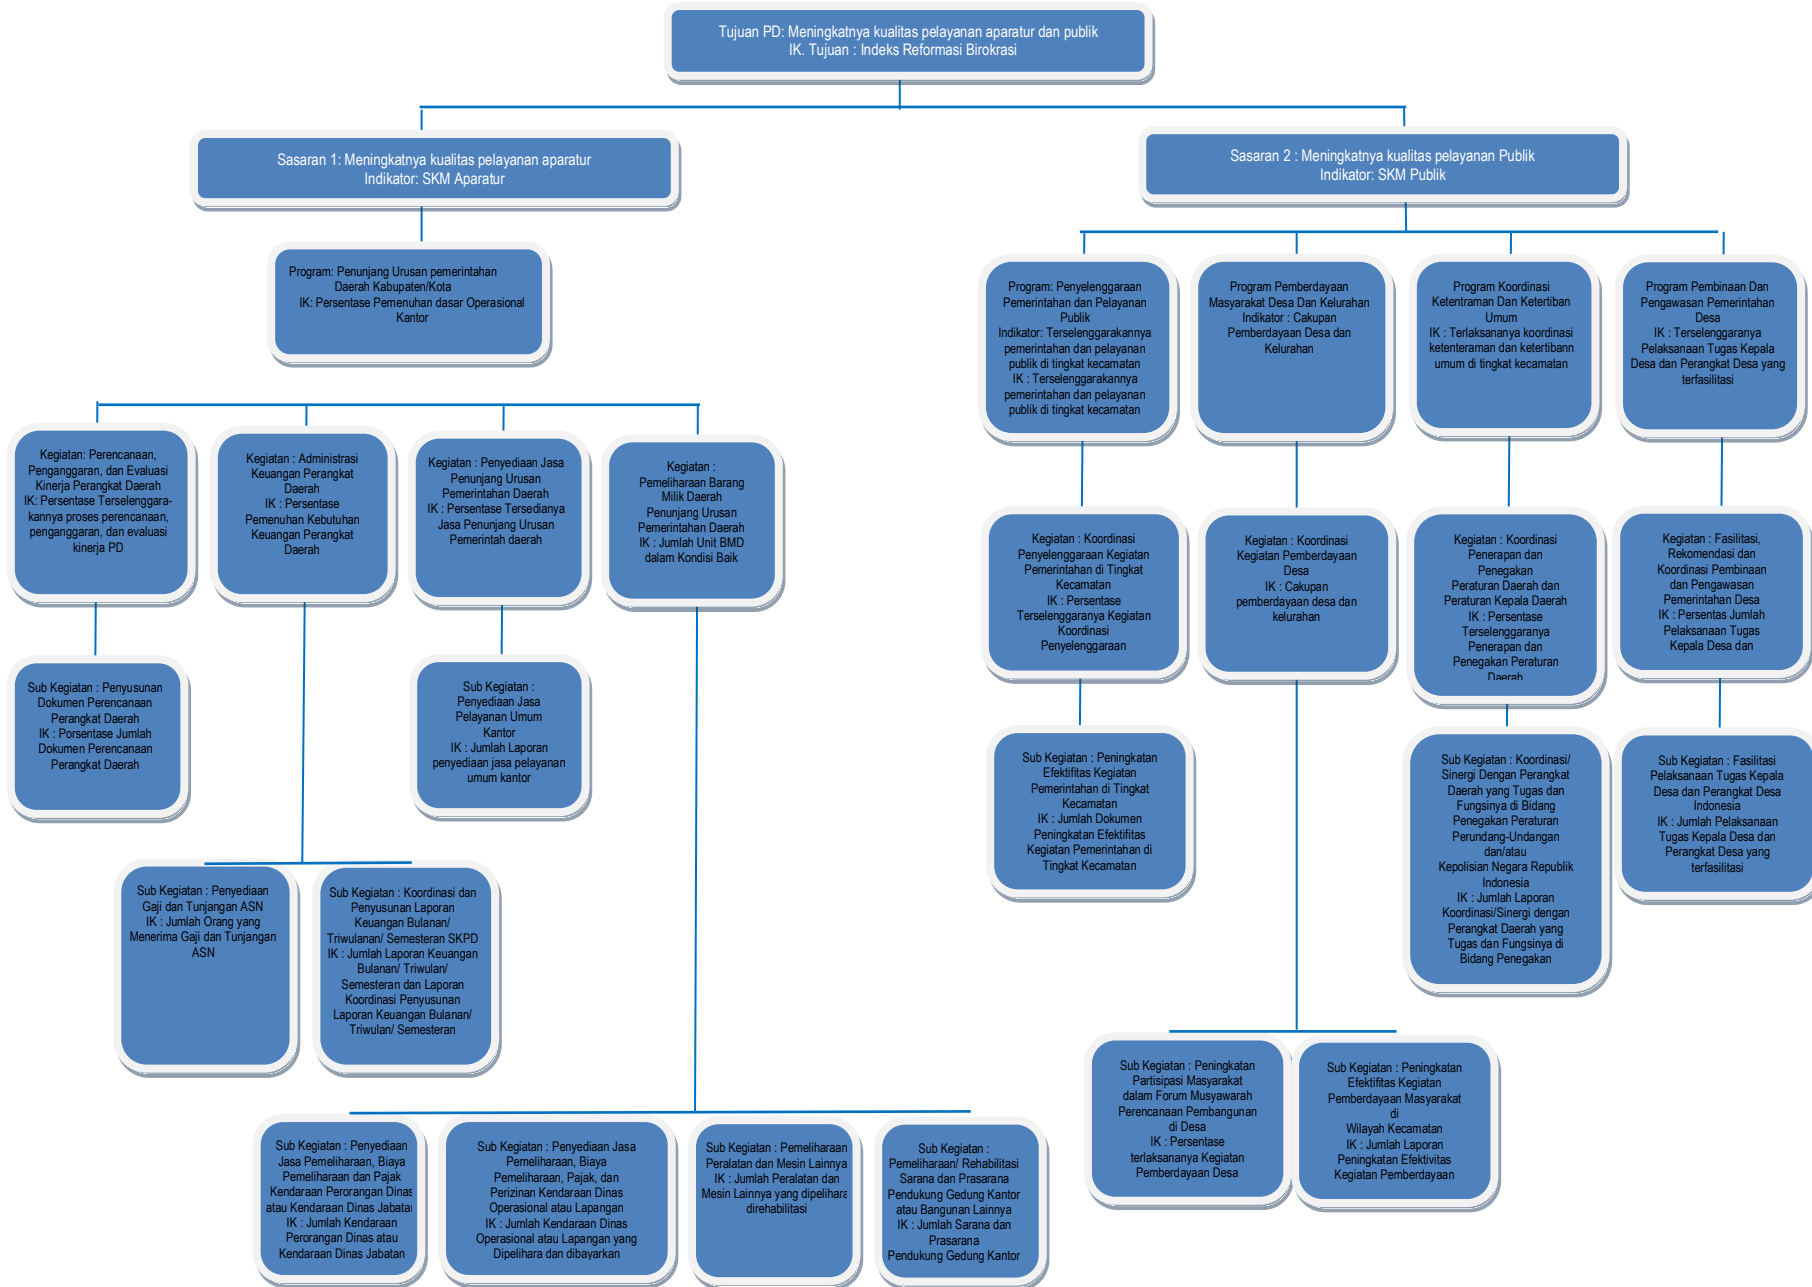 Tujuan PD: Meningkatnya kualitas pelayanan aparatur dan publik
IK. Tujuan : Indeks Reformasi Birokrasi
Sasaran 1: Meningkatnya kualitas pelayanan aparatur
Indikator: SKM Aparatur
Sasaran 2 : Meningkatnya kualitas pelayanan Publik
Indikator: SKM Publik
Program: Penunjang Urusan pemerintahan
Daerah Kabupaten/Kota
IK: Persentase Pemenuhan dasar Operasional
Kantor
Program: Penyelenggaraan
Pemerintahan dan Pelayanan
Publik
Indikator: Terselenggarakannya
pemerintahan dan pelayanan
publik di tingkat kecamatan
IK : Terselenggarakannya
pemerintahan dan pelayanan
publik di tingkat kecamatan
Program Pemberdayaan
Masyarakat Desa Dan Kelurahan
Indikator : Cakupan
Pemberdayaan Desa dan
Kelurahan
Program Koordinasi
Ketentraman Dan Ketertiban
Umum
IK : Terlaksananya koordinasi
ketenteraman dan ketertibann
umum di tingkat kecamatan
Program Pembinaan Dan
Pengawasan Pemerintahan
Desa
IK : Terselenggaranya
Pelaksanaan Tugas Kepala
Desa dan Perangkat Desa yang
terfasilitasi
Kegiatan: Perencanaan,
Penganggaran, dan Evaluasi
Kinerja Perangkat Daerah
IK: Persentase Terselenggara-
kannya proses perencanaan,
penganggaran, dan evaluasi
kinerja PD
Kegiatan : Administrasi
Keuangan Perangkat
Daerah
IK : Persentase
Pemenuhan Kebutuhan
Keuangan Perangkat
Daerah
Kegiatan : Penyediaan Jasa
Penunjang Urusan
Pemerintahan Daerah
IK : Persentase Tersedianya
Jasa Penunjang Urusan
Pemerintah daerah
Kegiatan :
Pemeliharaan Barang
Milik Daerah
Penunjang Urusan
Pemerintahan Daerah
IK : Jumlah Unit BMD
dalam Kondisi Baik
Kegiatan : Koordinasi
Penyelenggaraan Kegiatan
Pemerintahan di Tingkat
Kecamatan
IK : Persentase
Terselenggaranya Kegiatan
Koordinasi
Penyelenggaraan
Kegiatan : Koordinasi
Kegiatan Pemberdayaan
Desa
IK : Cakupan
pemberdayaan desa dan
kelurahan
Kegiatan : Koordinasi
Penerapan dan
Penegakan
Peraturan Daerah dan
Peraturan Kepala Daerah
IK : Persentase
Terselenggaranya
Penerapan dan
Penegakan Peraturan
Daerah
Kegiatan : Fasilitasi,
Rekomendasi dan
Koordinasi Pembinaan
dan Pengawasan
Pemerintahan Desa
IK : Persentas Jumlah
Pelaksanaan Tugas
Kepala Desa dan
Sub Kegiatan : Penyusunan
Dokumen Perencanaan
Perangkat Daerah
IK : Porsentase Jumlah
Dokumen Perencanaan
Perangkat Daerah
Sub Kegiatan :
Penyediaan Jasa
Pelayanan Umum
Kantor
IK : Jumlah Laporan
penyediaan jasa pelayanan
umum kantor
Sub Kegiatan : Peningkatan
Efektifitas Kegiatan
Pemerintahan di Tingkat
Kecamatan
IK : Jumlah Dokumen
Peningkatan Efektifitas
Kegiatan Pemerintahan di
Tingkat Kecamatan
Sub Kegiatan : Koordinasi/
Sinergi Dengan Perangkat
Daerah yang Tugas dan
Fungsinya di Bidang
Penegakan Peraturan
Perundang-Undangan
dan/atau
Kepolisian Negara Republik
Indonesia
IK : Jumlah Laporan
Koordinasi/Sinergi dengan
Perangkat Daerah yang
Tugas dan Fungsinya di
Bidang Penegakan
Sub Kegiatan : Fasilitasi
Pelaksanaan Tugas Kepala
Desa dan Perangkat Desa
Indonesia
IK : Jumlah Pelaksanaan
Tugas Kepala Desa dan
Perangkat Desa yang
terfasilitasi
Sub Kegiatan : Penyediaan
Gaji dan Tunjangan ASN
IK : Jumlah Orang yang
Menerima Gaji dan Tunjangan
ASN
Sub Kegiatan : Koordinasi dan
Penyusunan Laporan
Keuangan Bulanan/
Triwulanan/ Semesteran SKPD
IK : Jumlah Laporan Keuangan
Bulanan/ Triwulan/
Semesteran dan Laporan
Koordinasi Penyusunan
Laporan Keuangan Bulanan/
Triwulan/ Semesteran
Sub Kegiatan : Peningkatan
Partisipasi Masyarakat
dalam Forum Musyawarah
Perencanaan Pembangunan
di Desa
IK : Persentase
terlaksananya Kegiatan
Pemberdayaan Desa
Sub Kegiatan : Peningkatan
Efektifitas Kegiatan
Pemberdayaan Masyarakat
di
Wilayah Kecamatan
IK : Jumlah Laporan
Peningkatan Efektivitas
Kegiatan Pemberdayaan
Sub Kegiatan : Penyediaan
Jasa Pemeliharaan, Biaya
Pemeliharaan dan Pajak
Kendaraan Perorangan Dinas
atau Kendaraan Dinas Jabatan
IK : Jumlah Kendaraan
Perorangan Dinas atau
Kendaraan Dinas Jabatan
Sub Kegiatan : Penyediaan Jasa
Pemeliharaan, Biaya
Pemeliharaan, Pajak, dan
Perizinan Kendaraan Dinas
Operasional atau Lapangan
IK : Jumlah Kendaraan Dinas
Operasional atau Lapangan yang
Dipelihara dan dibayarkan
Sub Kegiatan : Pemeliharaan
Peralatan dan Mesin Lainnya
IK : Jumlah Peralatan dan
Mesin Lainnya yang dipelihara
direhabilitasi
Sub Kegiatan :
Pemeliharaan/ Rehabilitasi
Sarana dan Prasarana
Pendukung Gedung Kantor
atau Bangunan Lainnya
IK : Jumlah Sarana dan
Prasarana
Pendukung Gedung Kantor